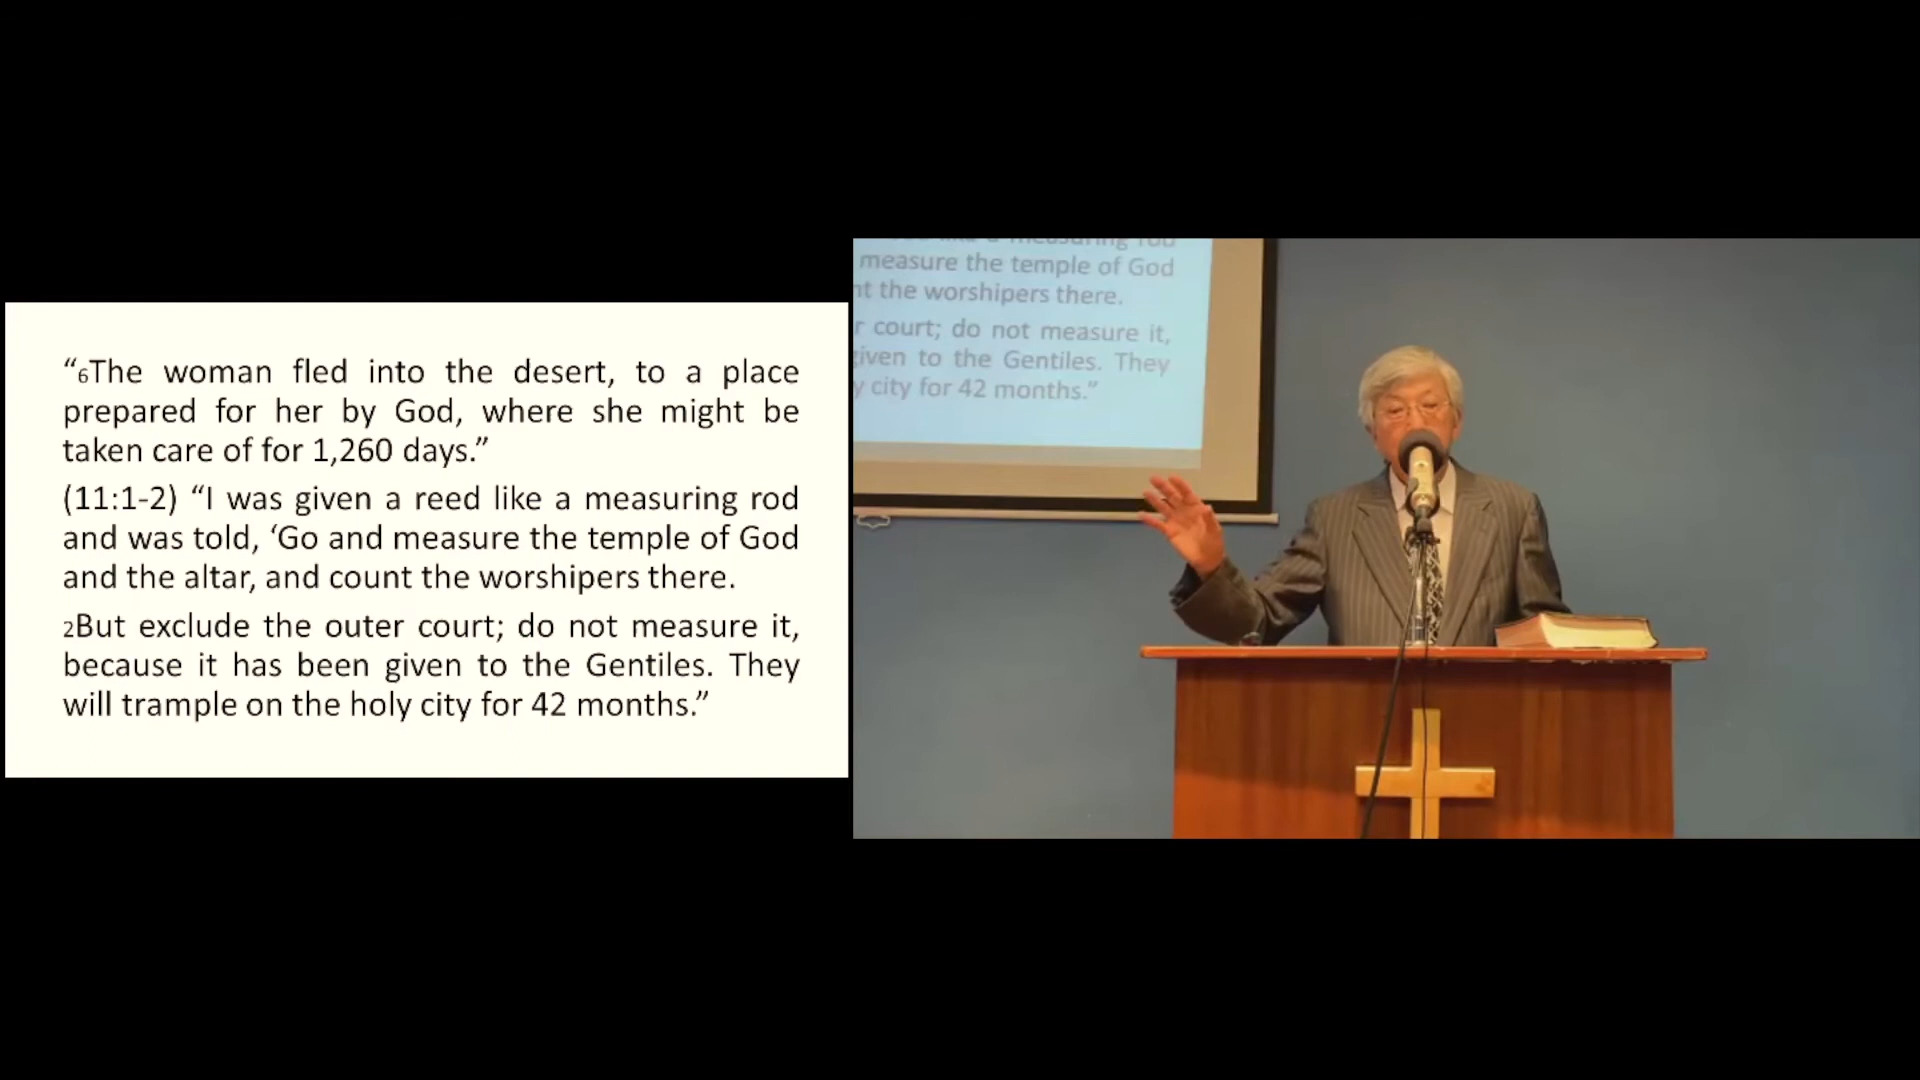 “6The woman fled into the desert, to a place
prepared for her by God, where she might be
taken care of for 1,260 days.”
(11:1-2) “I was given a reed like a measuring rod
and was told, ‘Go and measure the temple of God
and the altar, and count the worshipers there.
2But exclude the outer court; do not measure it,
because it has been given to the Gentiles. They
will trample on the holy city for 42 months.”
like a measuring rod
measure the temple of God
nt the worshipers there.
r court; do not measure it,
given to the Gentiles. They
y city for 42 months.”